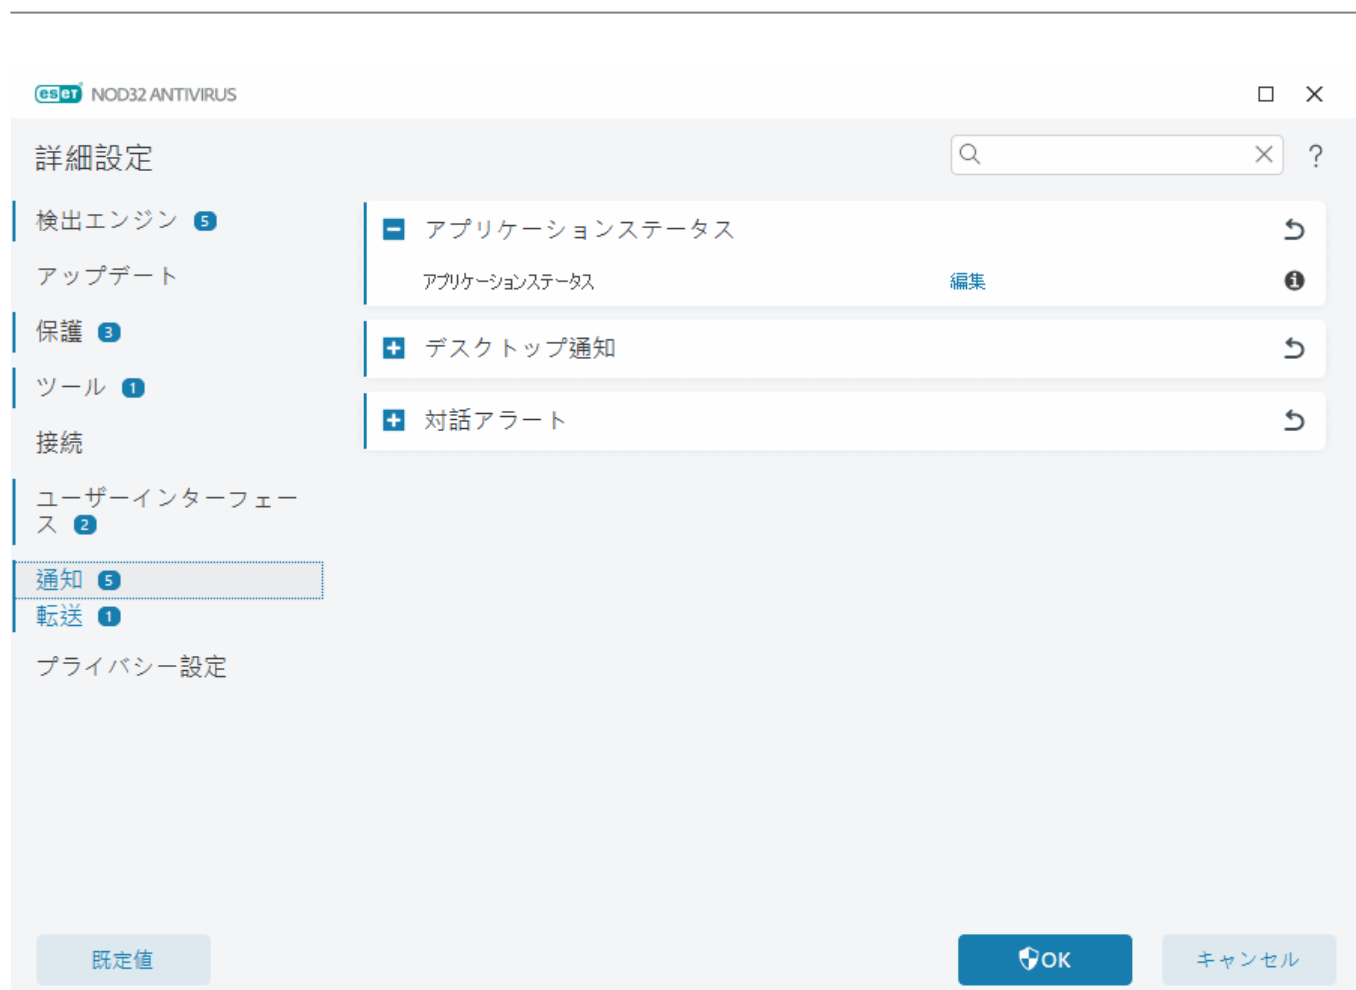 eset NOD32 ANTIVIRUS
詳細設定
?
検出エンジン 5
アップデート
保護 3
ツール 1
接続
ユーザーインターフェー
ス 2
通知 5
転送 1
プライバシー設定
アプリケーションステータス
アプリケーションステータス 編集
デスクトップ通知
対話アラート
既定値
OK
キャンセル